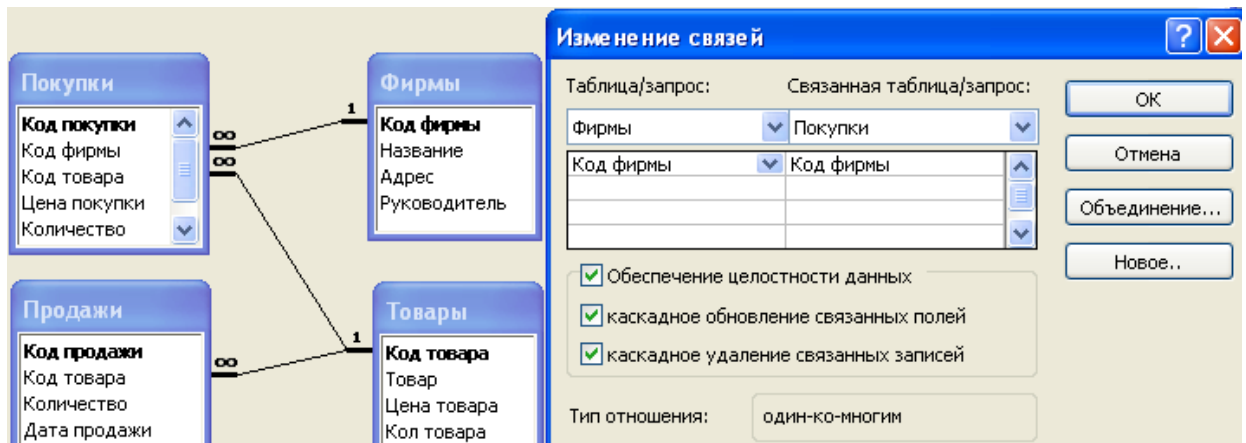 Покупки
Код покупки
Код фирмы
Код товара
Цена покупки
Количество
Фирмы
Код фирмы
Название
Адрес
Руководитель
∞
∞
1
Продажи
Код продажи
Код товара
Количество
Дата продажи
Товары
Код товара
Товар
Цена товара
Кол товара
∞
1
Изменение связей
?
Таблица/запрос: Связанная таблица/запрос:
Фирмы Покупки
Код фирмы Код фирмы
Обеспечение целостности данных
каскадное обновление связанных полей
каскадное удаление связанных записей
Тип отношения: один-ко-многим
ОК
Отмена
Объединение...
Новое..